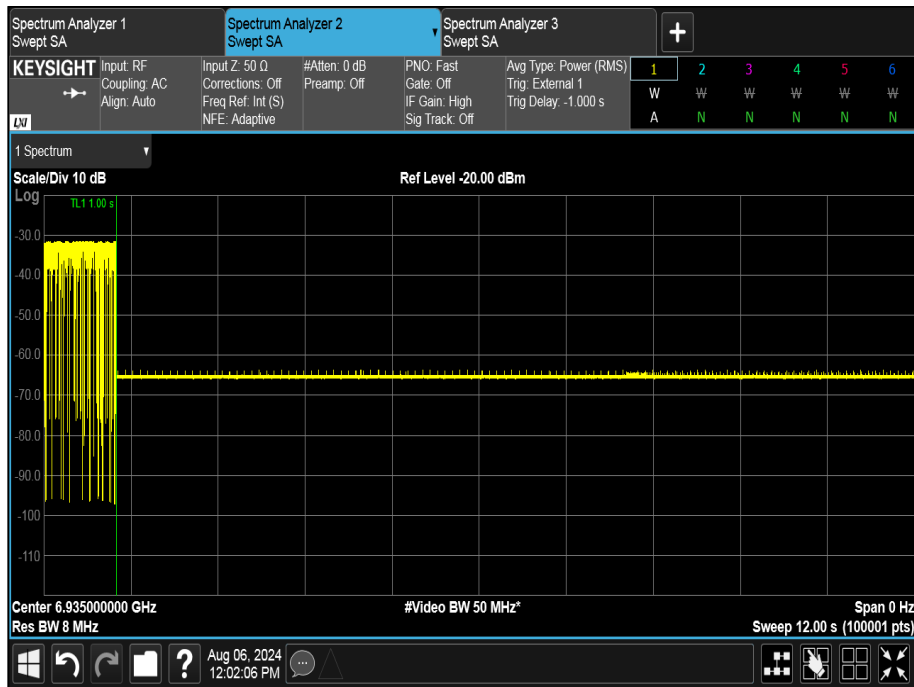 Spectrum Analyzer 1
Swept SA
Spectrum Analyzer 2
Swept SA
Spectrum Analyzer 3
Swept SA
+
KEYSIGHT
LXI
Input: RF
Coupling: AC
Align: Auto
Input Z: 50 Ω
Corrections: Off
Freq Ref: Int (S)
NFE: Adaptive
#Atten: 0 dB
Preamp: Off
PNO: Fast
Gate: Off
IF Gain: High
Sig Track: Off
Avg Type: Power (RMS)
Trig: External 1
Trig Delay: -1.000 s
1 2 3 4 5 6
W W W W W W
A N N N N N
1 Spectrum
Scale/Div 10 dB
Ref Level -20.00 dBm
Log
TL1 1.00 s
-30.0
-40.0
-50.0
-60.0
-70.0
-80.0
-90.0
-100
-110
Center 6.935000000 GHz
#Video BW 50 MHz*
Span 0 Hz
Res BW 8 MHz
Sweep 12.00 s (100001 pts)
?
Aug 06, 2024
12:02:06 PM